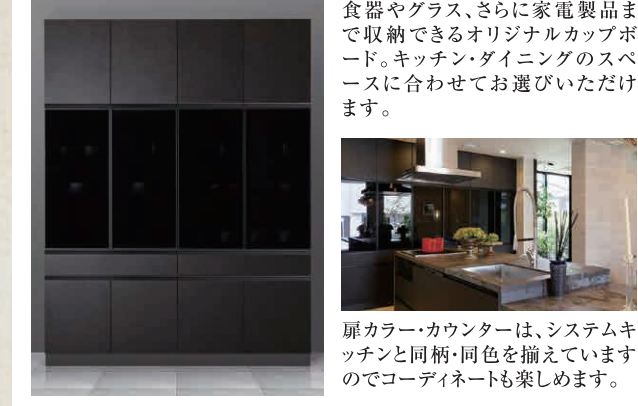 食器やグラス、さらに家電製品ま
で収納できるオリジナルカップボ
ード。キッチン・ダイニングのスペ
ースに合わせてお選びいただけ
ます。
扉カラー・カウンターは、システムキ
ッチンと同柄・同色を揃えています
のでコーディネートも楽しめます。